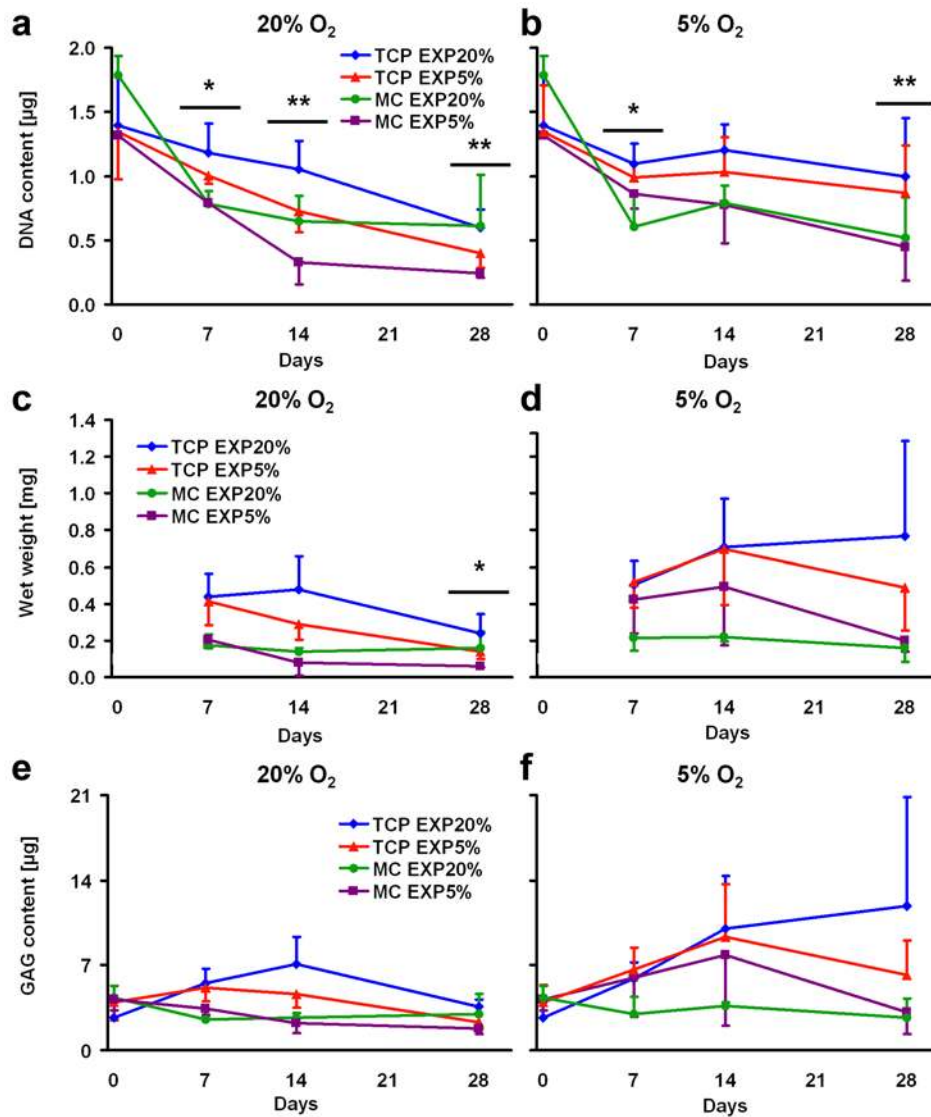 a
20% O₂
b
5% O₂
DNA content [µg]
2.0
1.5
1.0
0.5
0.0
TCP EXP20%
TCP EXP5%
MC EXP20%
MC EXP5%
*
**
**
*
**
0 7 14 21 28
Days
0 7 14 21 28
Days
c
20% O₂
d
5% O₂
Wet weight [mg]
1.4
1.2
1.0
0.8
0.6
0.4
0.2
0.0
TCP EXP20%
TCP EXP5%
MC EXP20%
MC EXP5%
*
0 7 14 21 28
Days
0 7 14 21 28
Days
e
20% O₂
f
5% O₂
GAG content [µg]
21
14
7
0
TCP EXP20%
TCP EXP5%
MC EXP20%
MC EXP5%
0 7 14 21 28
Days
0 7 14 21 28
Days